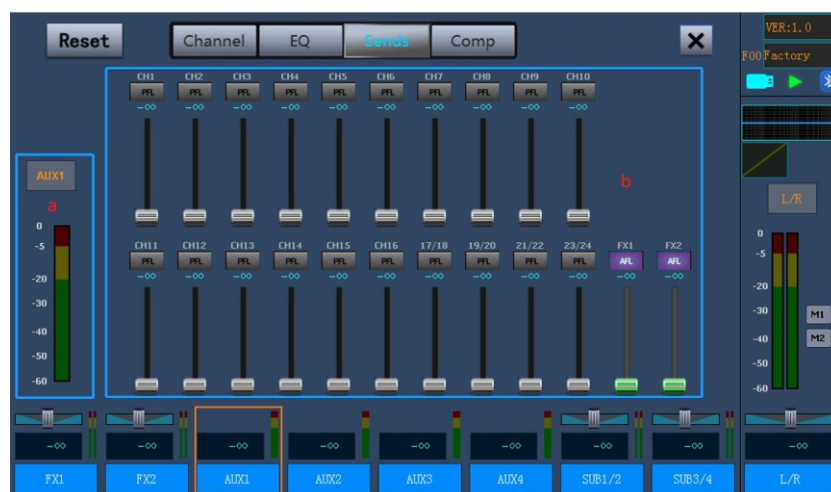 Reset
Channel EQ Sends Comp
X
VER:1.0
F00 Factory
CH1 CH2 CH3 CH4 CH5 CH6 CH7 CH8 CH9 CH10
PFL PFL PFL PFL PFL PFL PFL PFL PFL PFL
-∞ -∞ -∞ -∞ -∞ -∞ -∞ -∞ -∞ -∞
AUX1
a
0
-5
-20
-30
-40
-50
-60
b
CH11 CH12 CH13 CH14 CH15 CH16 17/18 19/20 21/22 23/24 FX1 FX2
PFL PFL PFL PFL PFL PFL PFL PFL PFL PFL AFL AFL
-∞ -∞ -∞ -∞ -∞ -∞ -∞ -∞ -∞ -∞ -∞ -∞
L/R
0
-5
-20
-30
-40
-50
-60
M1
M2
-∞ -∞ -∞ -∞ -∞ -∞ -∞ -∞ -∞
FX1 FX2 AUX1 AUX2 AUX3 AUX4 SUB1/2 SUB3/4 L/R